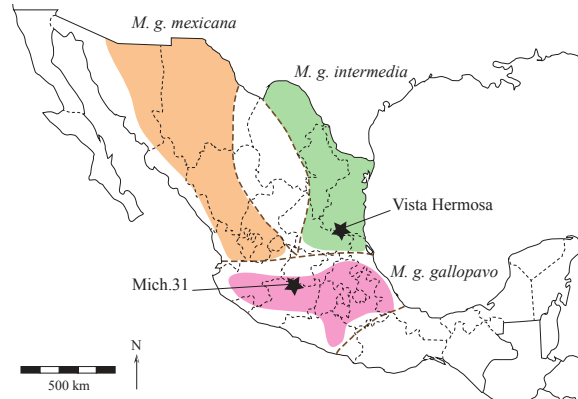 M. g. mexicana
M. g. intermedia
Vista Hermosa
M. g. gallopavo
Mich.31
N
500 km